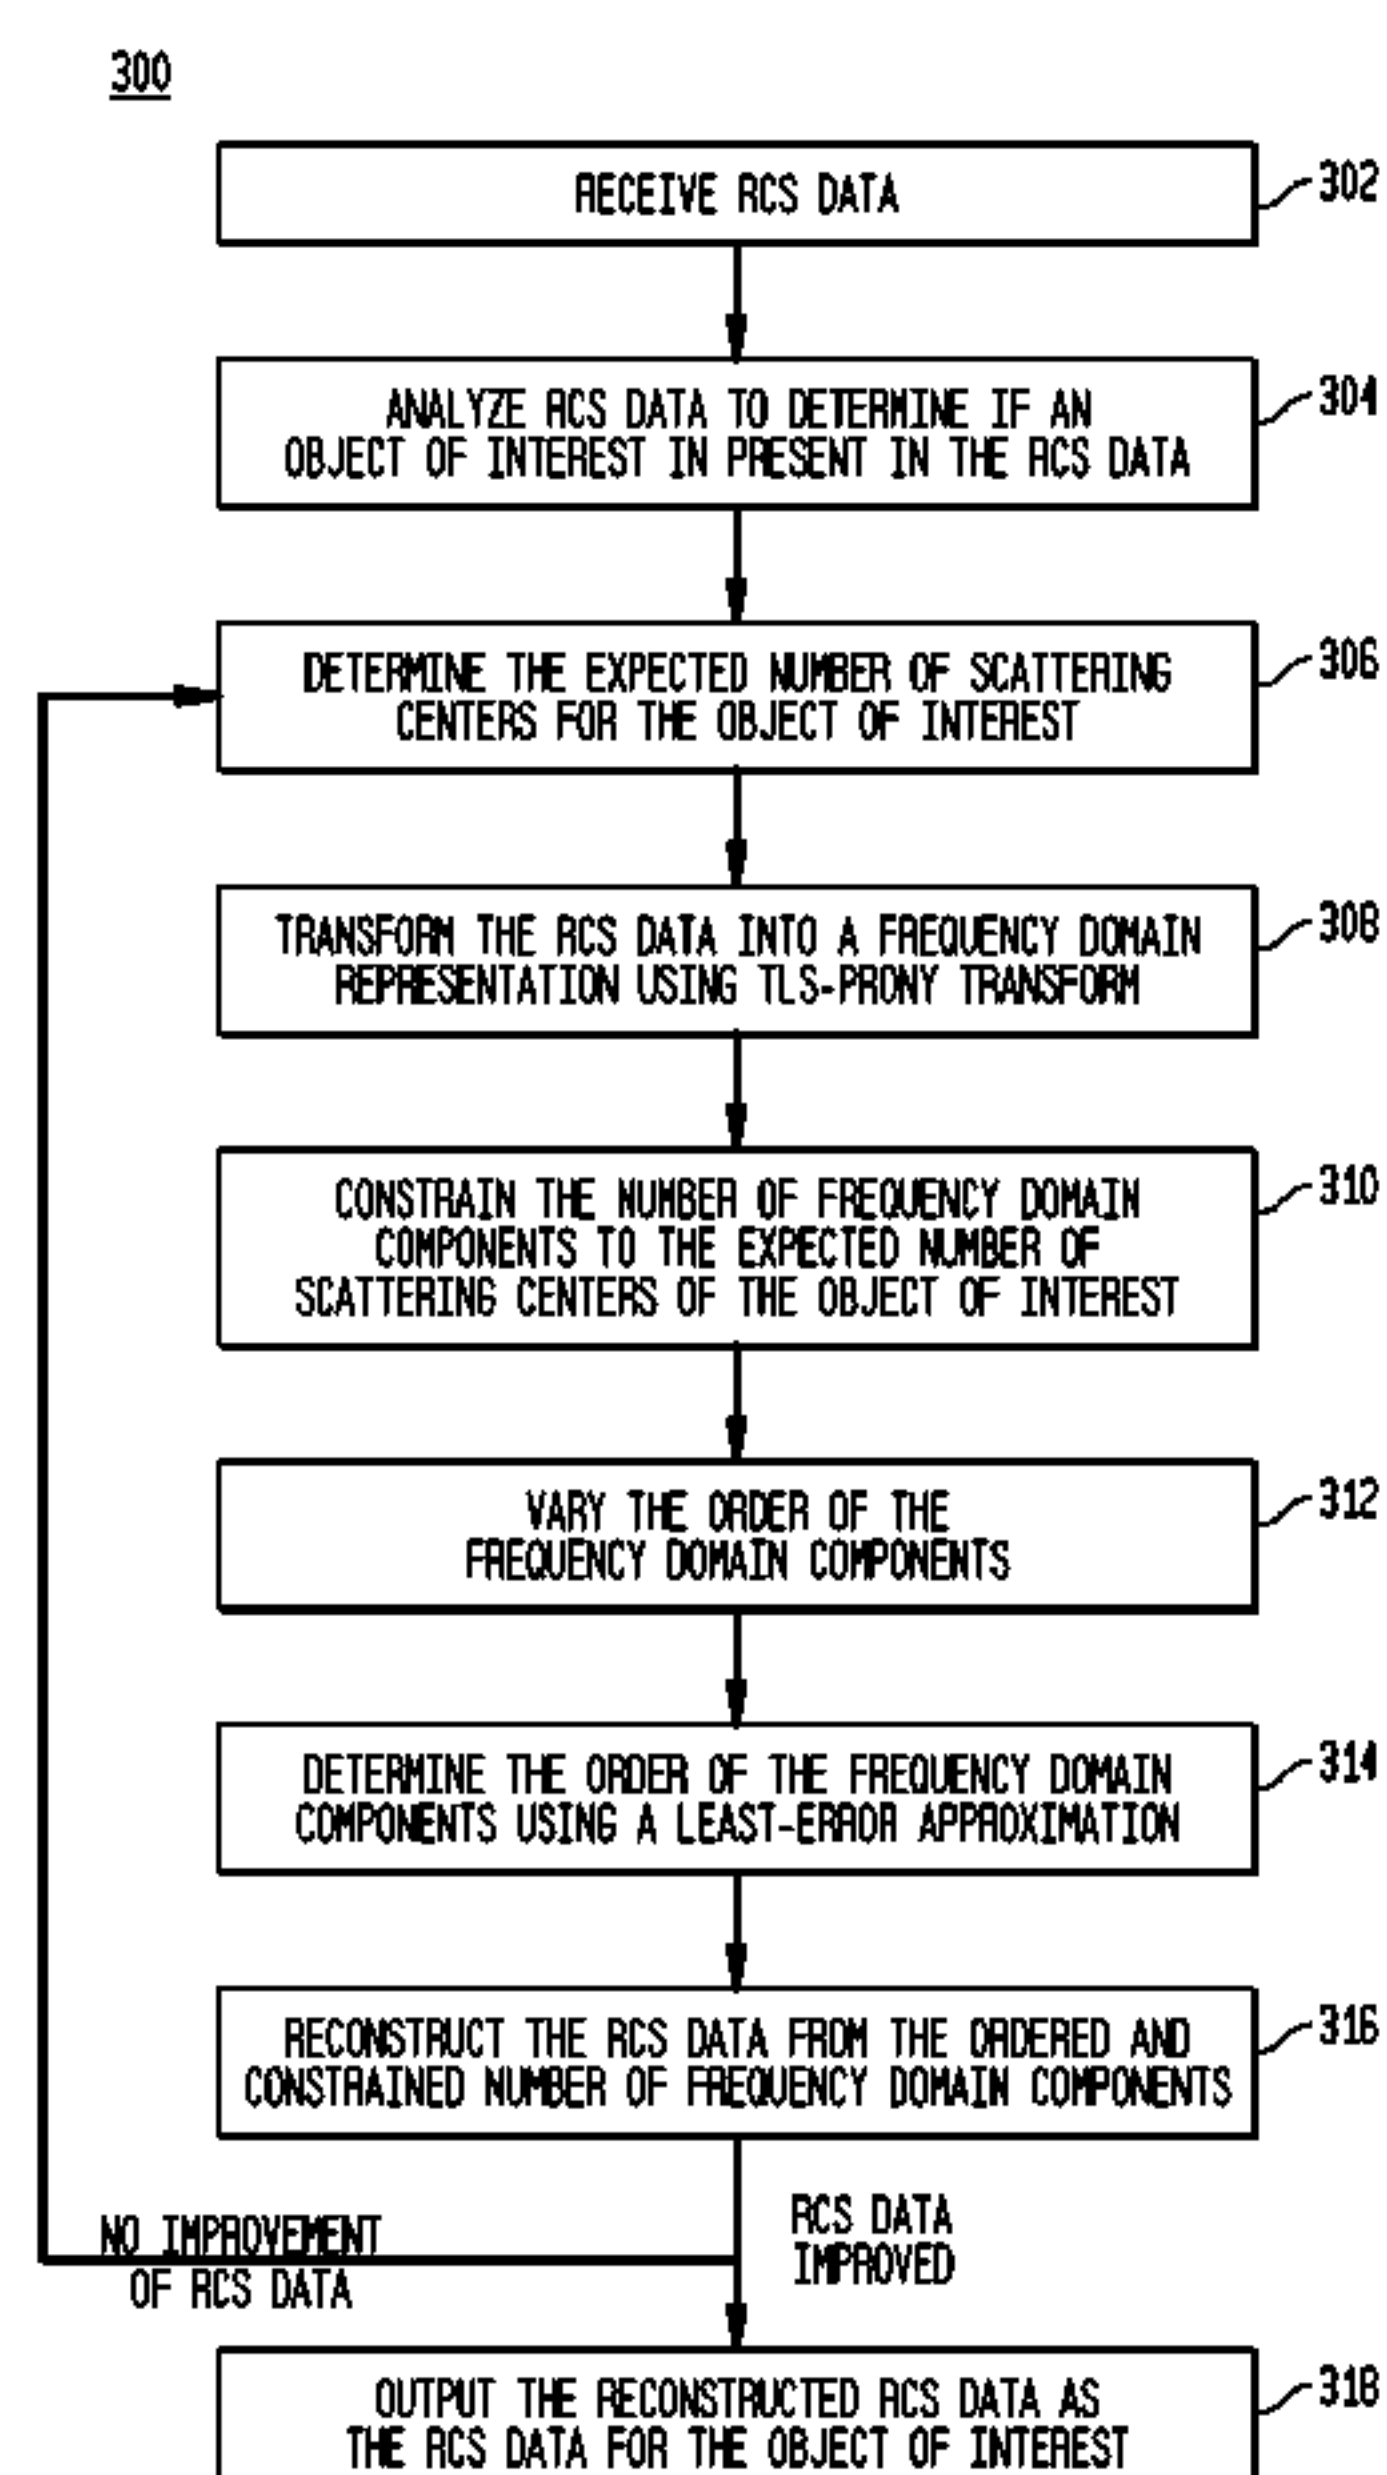 300
RECEIVE RCS DATA
302
ANALYZE RCS DATA TO DETERMINE IF AN
OBJECT OF INTEREST IN PRESENT IN THE RCS DATA
304
DETERMINE THE EXPECTED NUMBER OF SCATTERING
CENTERS FOR THE OBJECT OF INTEREST
306
TRANSFORM THE RCS DATA INTO A FREQUENCY DOMAIN
REPRESENTATION USING TLS-PRONY TRANSFORM
308
CONSTRAIN THE NUMBER OF FREQUENCY DOMAIN
COMPONENTS TO THE EXPECTED NUMBER OF
SCATTERING CENTERS OF THE OBJECT OF INTEREST
310
VARY THE ORDER OF THE
FREQUENCY DOMAIN COMPONENTS
312
DETERMINE THE ORDER OF THE FREQUENCY DOMAIN
COMPONENTS USING A LEAST-ERROR APPROXIMATION
314
RECONSTRUCT THE RCS DATA FROM THE ORDERED AND
CONSTRAINED NUMBER OF FREQUENCY DOMAIN COMPONENTS
316
NO IMPROVEMENT
OF RCS DATA
RCS DATA
IMPROVED
OUTPUT THE RECONSTRUCTED RCS DATA AS
THE RCS DATA FOR THE OBJECT OF INTEREST
318